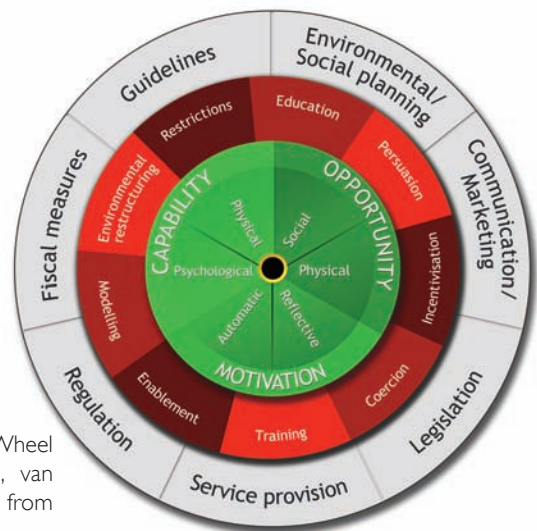 Guidelines
Environmental/
Social planning
Communication/
Marketing
Legislation
Service provision
Regulation
Fiscal measures
Restrictions
Education
Persuasion
Incentivisation
Coercion
Training
Enablement
Modelling
Environmental
restructuring
CAPABILITY
OPPORTUNITY
MOTIVATION
Physical
Social
Psychological
Physical
Automatic
Reflective
Wheel
, van
from